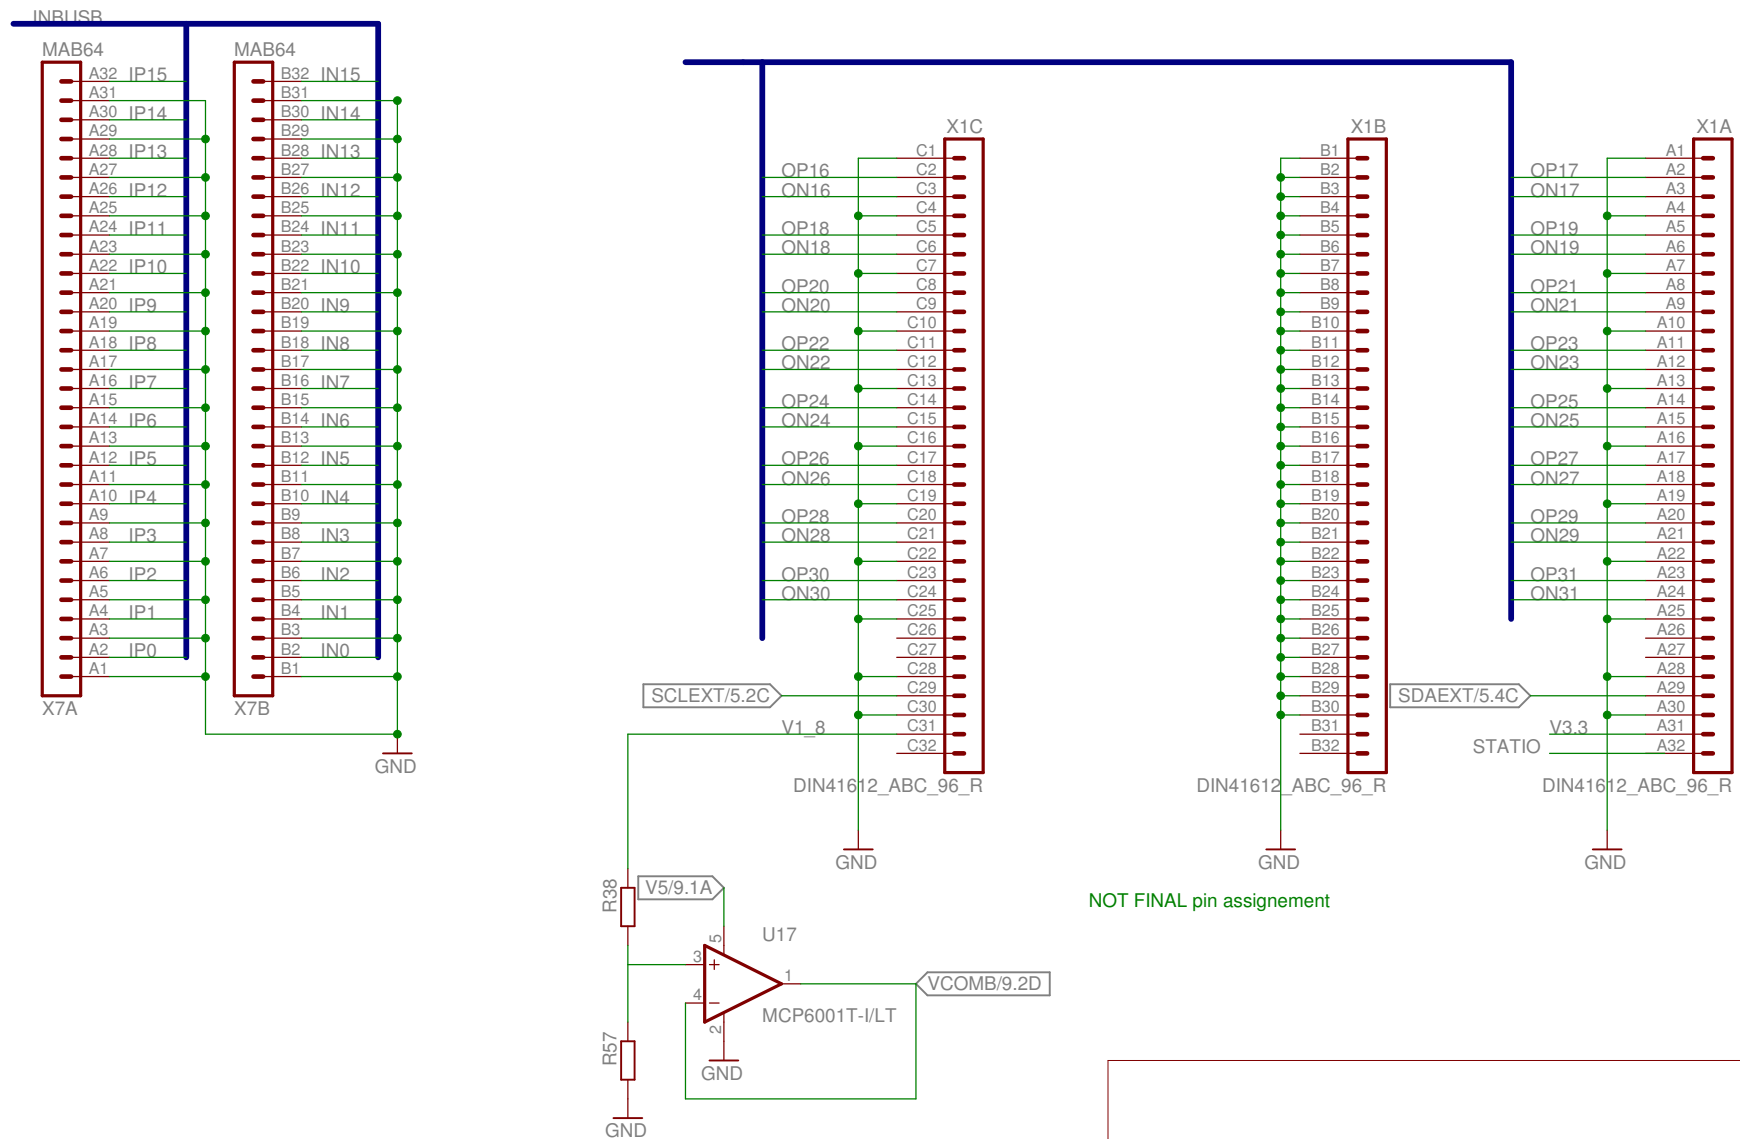 INBUSB
MAB64
A32 IP15
A31
A30 IP14
A29
A28 IP13
A27
A26 IP12
A25
A24 IP11
A23
A22 IP10
A21
A20 IP9
A19
A18 IP8
A17
A16 IP7
A15
A14 IP6
A13
A12 IP5
A11
A10 IP4
A9
A8 IP3
A7
A6 IP2
A5
A4 IP1
A3
A2 IP0
A1
X7A
MAB64
B32 IN15
B31
B30 IN14
B29
B28 IN13
B27
B26 IN12
B25
B24 IN11
B23
B22 IN10
B21
B20 IN9
B19
B18 IN8
B17
B16 IN7
B15
B14 IN6
B13
B12 IN5
B11
B10 IN4
B9
B8 IN3
B7
B6 IN2
B5
B4 IN1
B3
B2 IN0
B1
X7B
GND
X1C
C1
OP16 C2
ON16 C3
C4
OP18 C5
ON18 C6
C7
OP20 C8
ON20 C9
C10
OP22 C11
ON22 C12
C13
OP24 C14
ON24 C15
C16
OP26 C17
ON26 C18
C19
OP28 C20
ON28 C21
C22
OP30 C23
ON30 C24
C25
C26
C27
C28
SCLEXT/5.2C C29
C30
V1_8 C31
C32
DIN41612_ABC_96_R
GND
X1B
B1
B2
B3
B4
B5
B6
B7
B8
B9
B10
B11
B12
B13
B14
B15
B16
B17
B18
B19
B20
B21
B22
B23
B24
B25
B26
B27
B28
B29
B30
B31
B32
DIN41612_ABC_96_R
GND
X1A
A1
OP17 A2
ON17 A3
A4
OP19 A5
ON19 A6
A7
OP21 A8
ON21 A9
A10
OP23 A11
ON23 A12
A13
OP25 A14
ON25 A15
A16
OP27 A17
ON27 A18
A19
OP29 A20
ON29 A21
A22
OP31 A23
ON31 A24
A25
A26
A27
A28
SDAEXT/5.4C A29
A30
V3.3 A31
STATIO A32
DIN41612_ABC_96_R
GND
NOT FINAL pin assignement
R38
V5/9.1A
U17
5
3 +
1
4 −
2
VCOMB/9.2D
MCP6001T-I/LT
R57
GND
GND